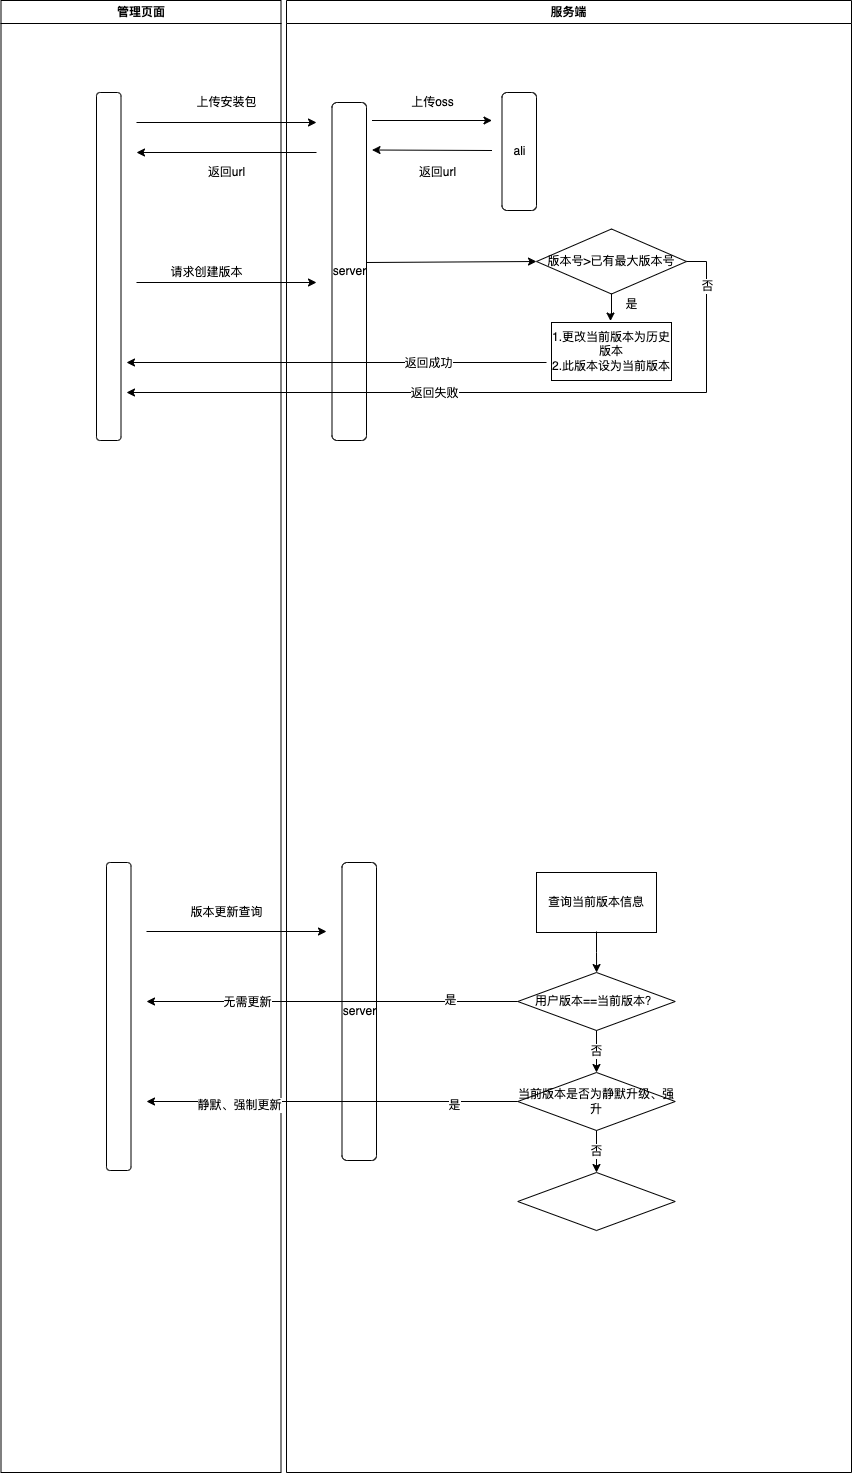 管理页面
服务端
上传安装包
上传oss
ali
返回url
返回url
版本号>已有最大版本号
请求创建版本
server
否
是
1.更改当前版本为历史
版本
2.此版本设为当前版本
返回成功
返回失败
查询当前版本信息
版本更新查询
用户版本==当前版本?
是
无需更新
server
否
当前版本是否为静默升级、强
升
是
静默、强制更新
否